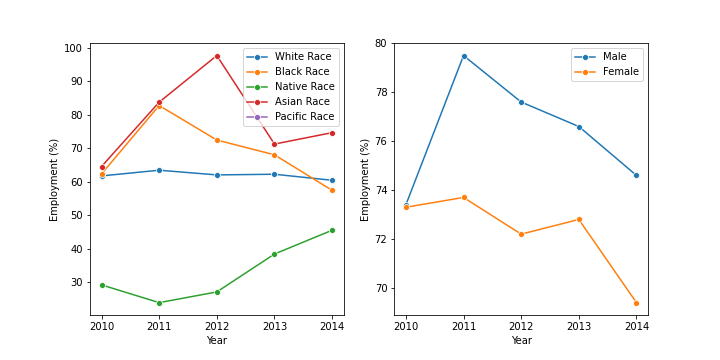 100
90
80
70
60
50
40
30
Employment (%)
2010 2011 2012 2013 2014
Year
White Race
Black Race
Native Race
Asian Race
Pacific Race
80
78
76
74
72
70
Employment (%)
2010 2011 2012 2013 2014
Year
Male
Female